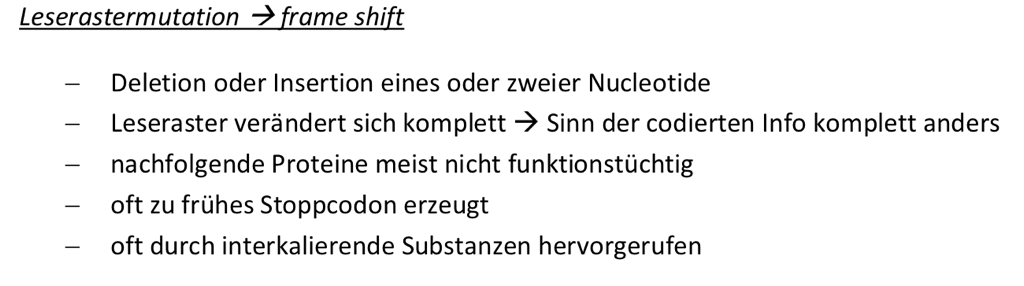 Leserastermutation → frame shift
– Deletion oder Insertion eines oder zweier Nucleotide
– Leseraster verändert sich komplett → Sinn der codierten Info komplett anders
– nachfolgende Proteine meist nicht funktionstüchtig
– oft zu frühes Stoppcodon erzeugt
– oft durch interkalierende Substanzen hervorgerufen